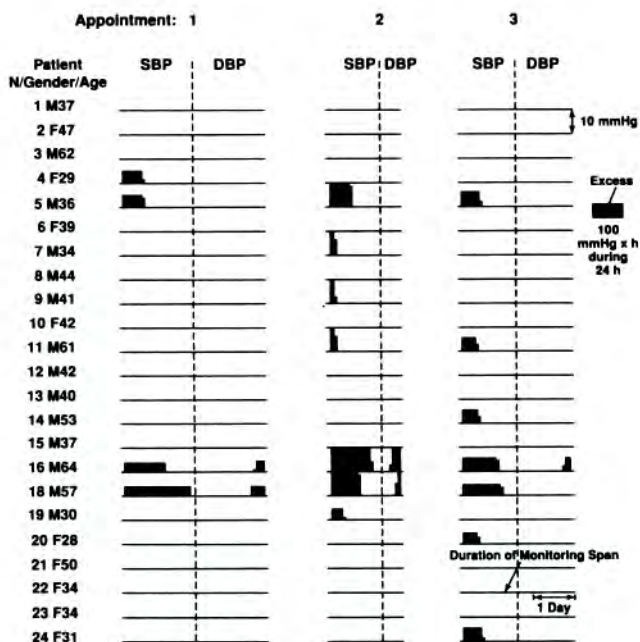 Appointment: 1 2 3
Patient SBP DBP SBP DBP SBP DBP
N/Gender/Age
1 M37
10 mmHg
2 F47
3 M62
4 F29
Excess
5 M36
100
6 F39
mmHg x h
7 M34
during
24 h
8 M44
9 M41
10 F42
11 M61
12 M42
13 M40
14 M53
15 M37
16 M64
18 M57
19 M30
20 F28
Duration of Monitoring Span
21 F50
22 F34
1 Day
23 F34
24 F31